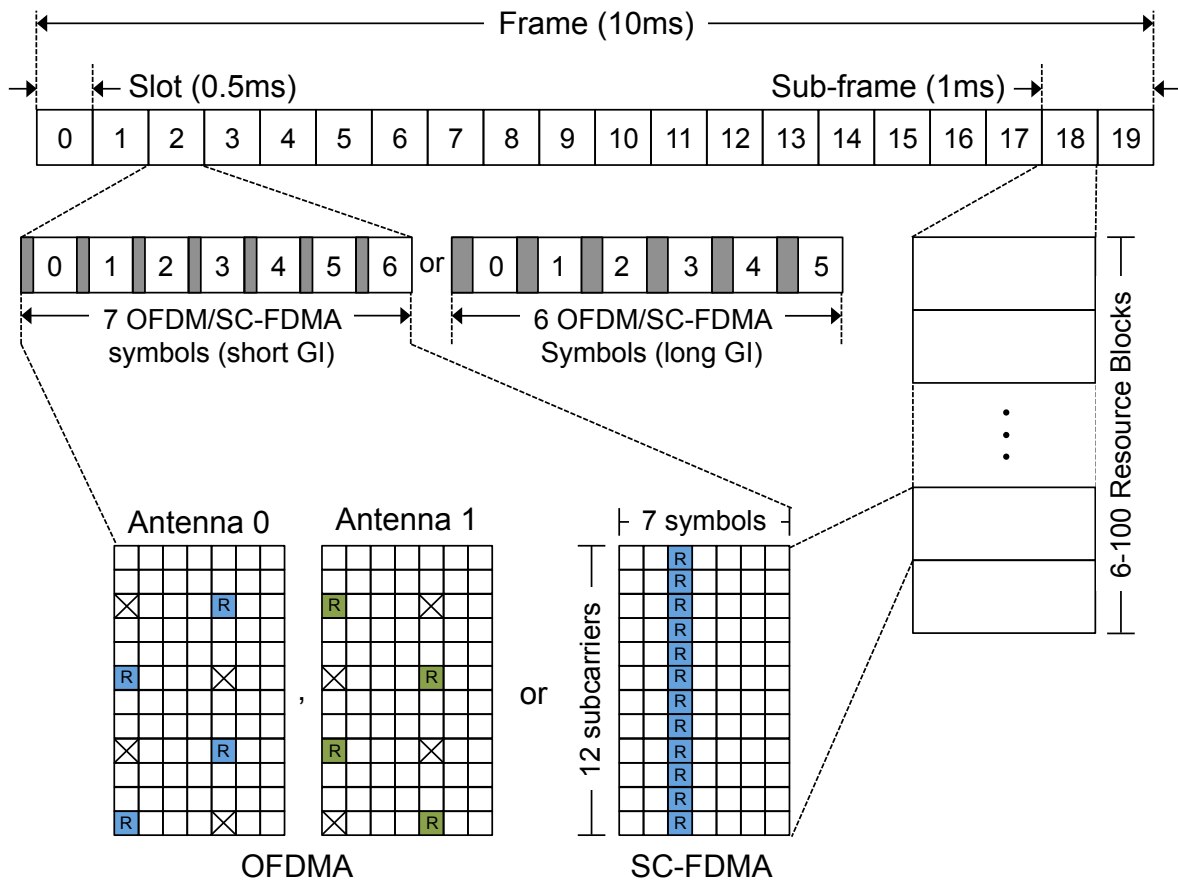 Frame (10ms)
Slot (0.5ms)
Sub-frame (1ms)
0 1 2 3 4 5 6 7 8 9 10 11 12 13 14 15 16 17 18 19
0 1 2 3 4 5 6 or 0 1 2 3 4 5
7 OFDM/SC-FDMA
symbols (short GI)
6 OFDM/SC-FDMA
Symbols (long GI)
6-100 Resource Blocks
Antenna 0
Antenna 1
7 symbols
R
R
R
R
R
R
R
R
,
or
12 subcarriers
R
R
R
R
R
R
R
R
R
R
R
R
OFDMA
SC-FDMA